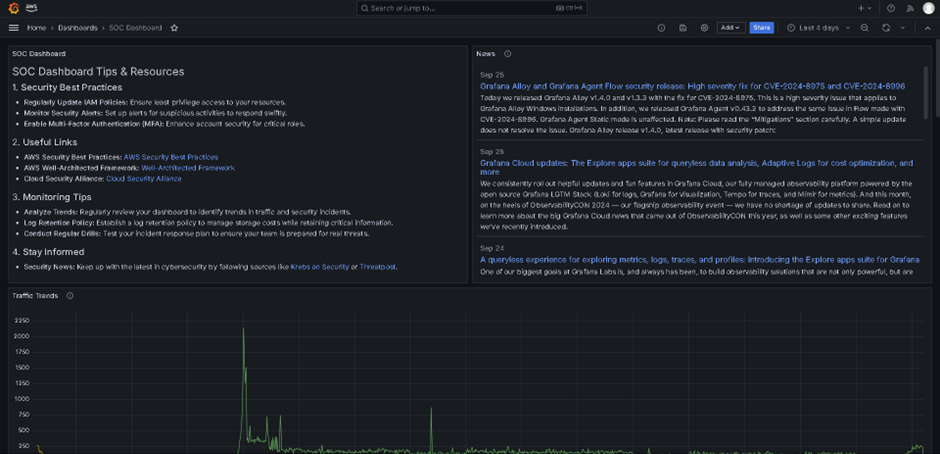 aws
Search or jump to...
ctrl+k
Home > Dashboards > SOC Dashboard
Add
Share
Last 4 days
SOC Dashboard
SOC Dashboard Tips & Resources
1. Security Best Practices
• Regularly Update IAM Policies: Ensure least privilege access to your resources.
• Monitor Security Alerts: Set up alerts for suspicious activities to respond swiftly.
• Enable Multi-Factor Authentication (MFA): Enhance account security for critical roles.
2. Useful Links
• AWS Security Best Practices: AWS Security Best Practices
• AWS Well-Architected Framework: Well-Architected Framework
• Cloud Security Alliance: Cloud Security Alliance
3. Monitoring Tips
• Analyze Trends: Regularly review your dashboard to identify trends in traffic and security incidents.
• Log Retention Policy: Establish a log retention policy to manage storage costs while retaining critical information.
• Conduct Regular Drills: Test your incident response plan to ensure your team is prepared for real threats.
4. Stay Informed
• Security News: Keep up with the latest in cybersecurity by following sources like Krebs on Security or Threatpost.
News
Sep 25
Grafana Alloy and Grafana Agent Flow security release: High severity fix for CVE-2024-8975 and CVE-2024-8996
Today we released Grafana Alloy v1.4.0 and v1.3.3 with the fix for CVE-2024-8975. This is a high severity issue that applies to
Grafana Alloy Windows installations. In addition, we released Grafana Agent v0.43.2 to address the same issue in Flow mode with
CVE-2024-8996. Grafana Agent Static mode is unaffected. Note: Please read the "Mitigations" section carefully. A simple update
does not resolve the issue. Grafana Alloy release v1.4.0, latest release with security patch:
Sep 25
Grafana Cloud updates: The Explore apps suite for queryless data analysis, Adaptive Logs for cost optimization, and
more
We consistently roll out helpful updates and fun features in Grafana Cloud, our fully managed observability platform powered by the
open source Grafana LGTM Stack (Loki for logs, Grafana for visualization, Tempo for traces, and Mimir for metrics). And this month,
on the heels of ObservabilityCON 2024 — our flagship observability event — we have no shortage of updates to share. Read on to
learn more about the big Grafana Cloud news that came out of ObservabilityCON this year, as well as some other exciting features
we've recently introduced.
Sep 24
A queryless experience for exploring metrics, logs, traces, and profiles: Introducing the Explore apps suite for Grafana
One of our biggest goals at Grafana Labs is, and always has been, to build observability solutions that are not only powerful, but are
Traffic Trends
2250
2000
1750
1500
1250
1000
750
500
250